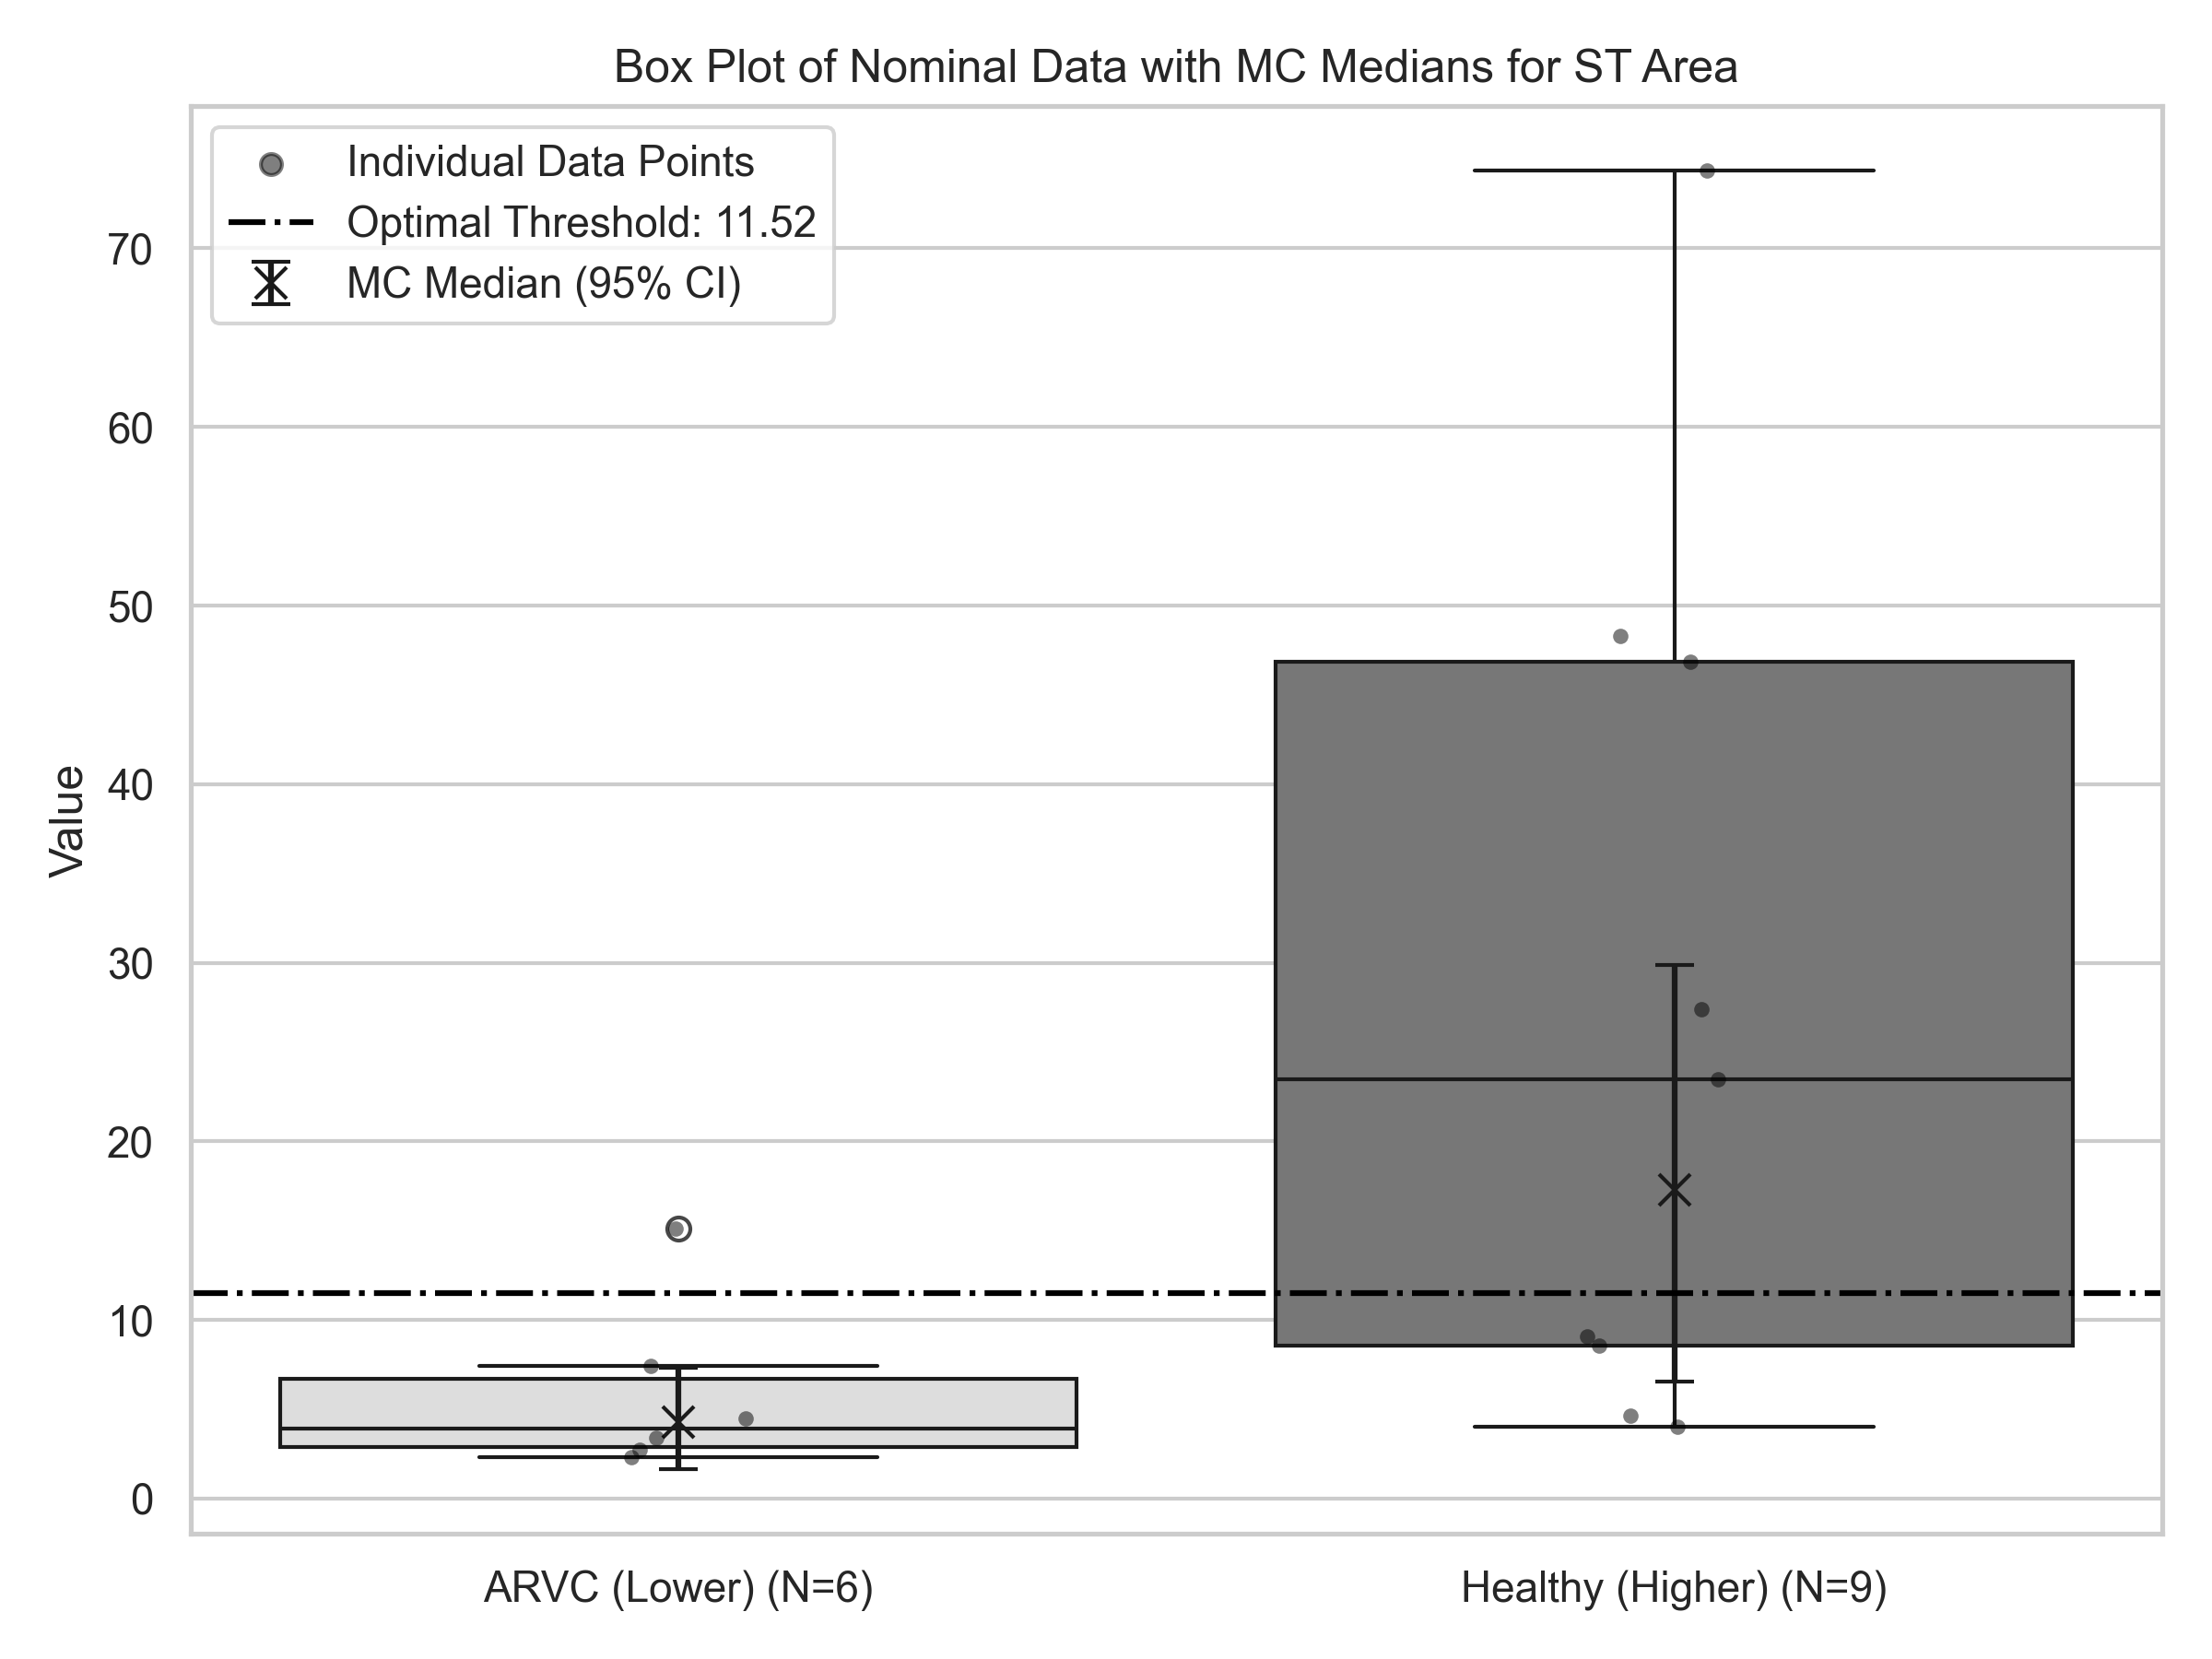 Box Plot of Nominal Data with MC Medians for ST Area
Individual Data Points
Optimal Threshold: 11.52
MC Median (95% CI)
Value
70
60
50
40
30
20
10
0
ARVC (Lower) (N=6)
Healthy (Higher) (N=9)